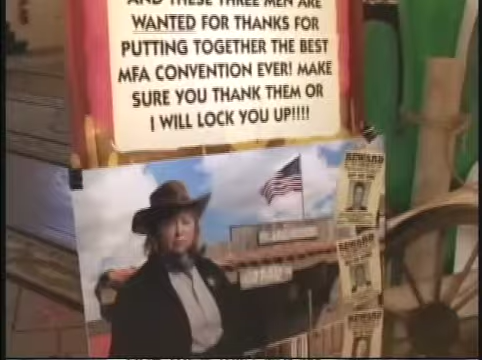 AND THESE THREE MEN ARE
WANTED FOR THANKS FOR
PUTTING TOGETHER THE BEST
MFA CONVENTION EVER! MAKE
SURE YOU THANK THEM OR
I WILL LOCK YOU UP!!!!
REWARD
REWARD
REWARD